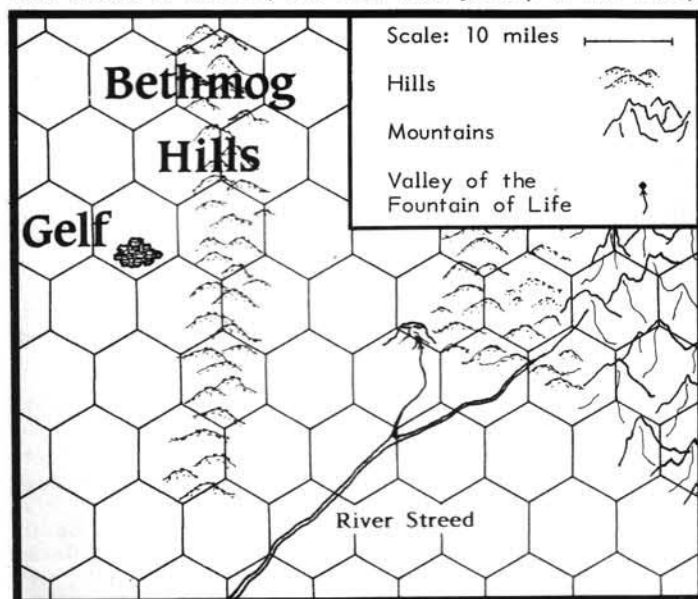 Bethmog
Hills
Gelf
Scale: 10 miles
Hills
Mountains
Valley of the
Fountain of Life
River Streed